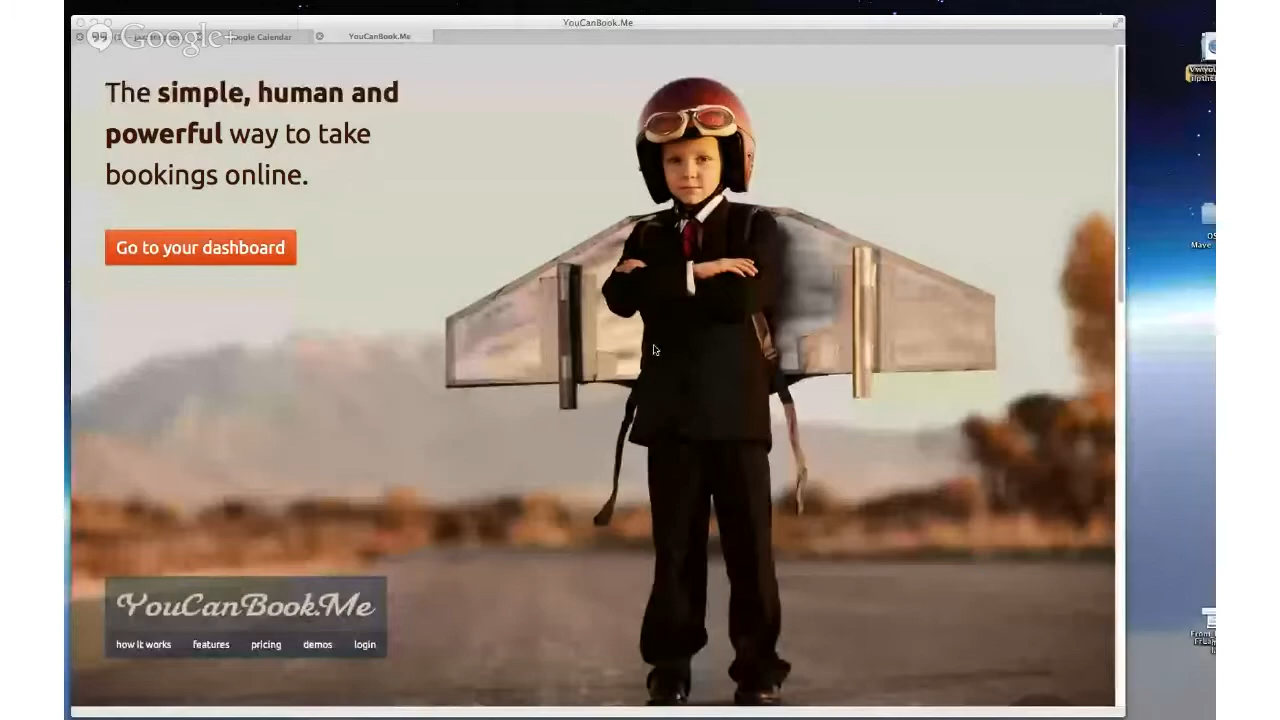 YouCanBook.Me
Google+
Google Calendar
YouCanBook.Me
The simple, human and
powerful way to take
bookings online.
Go to your dashboard
YouCanBook.Me
how it works features pricing demos login